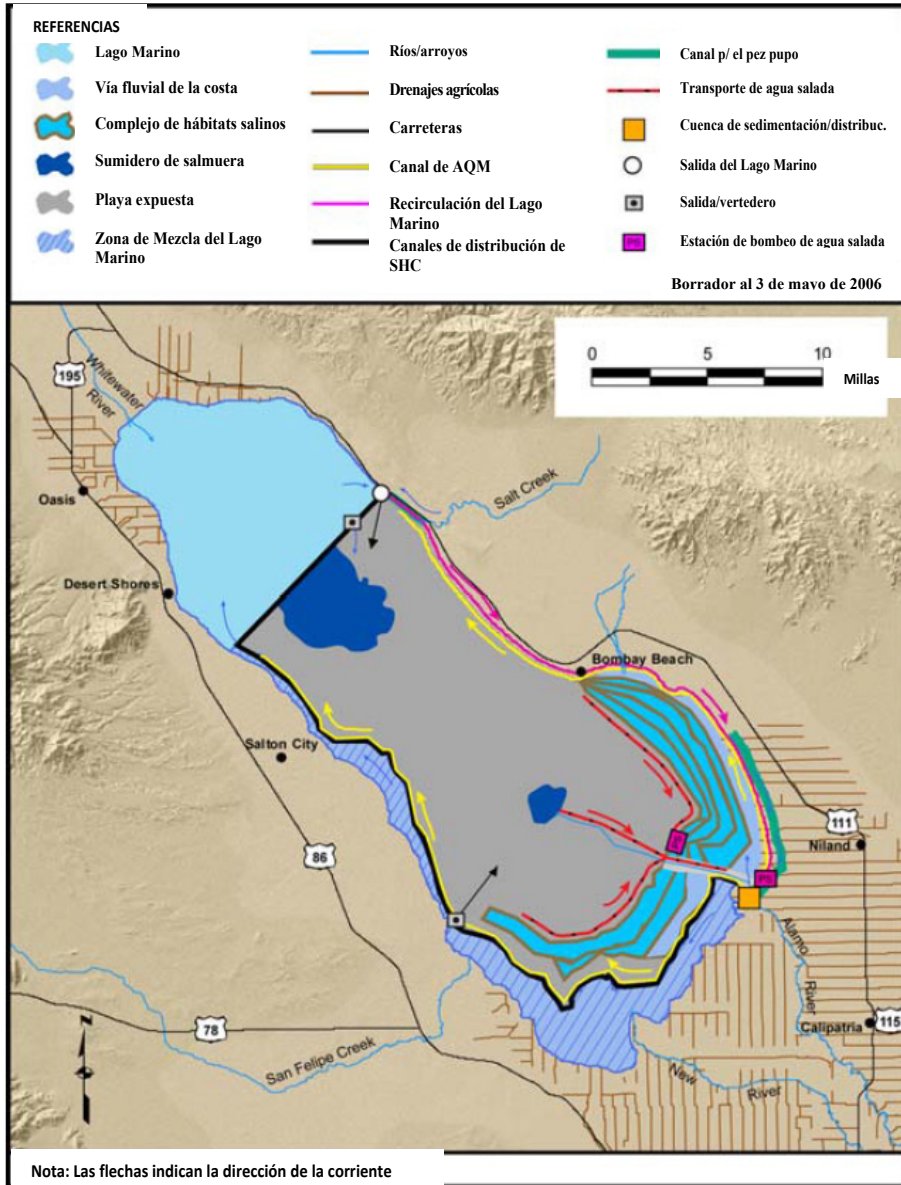 REFERENCIAS
Lago Marino
Vía fluvial de la costa
Complejo de hábitats salinos
Sumidero de salmuera
Playa expuesta
Zona de Mezcla del Lago
Marino
Ríos/arroyos
Drenajes agrícolas
Carreteras
Canal de AQM
Recirculación del Lago
Marino
Canales de distribución de
SHC
Canal p/ el pez pupo
Transporte de agua salada
Cuenca de sedimentación/distribuc.
Salida del Lago Marino
Salida/vertedero
PS
Estación de bombeo de agua salada
Borrador al 3 de mayo de 2006
0 5 10
Millas
195
Whitewater
River
Oasis
Salt Creek
Desert Shores
Bombay Beach
Salton City
111
Niland
86
PS
PS
Alamo
River
Calipatria
115
78
San Felipe Creek
New
River
N
Nota: Las flechas indican la dirección de la corriente